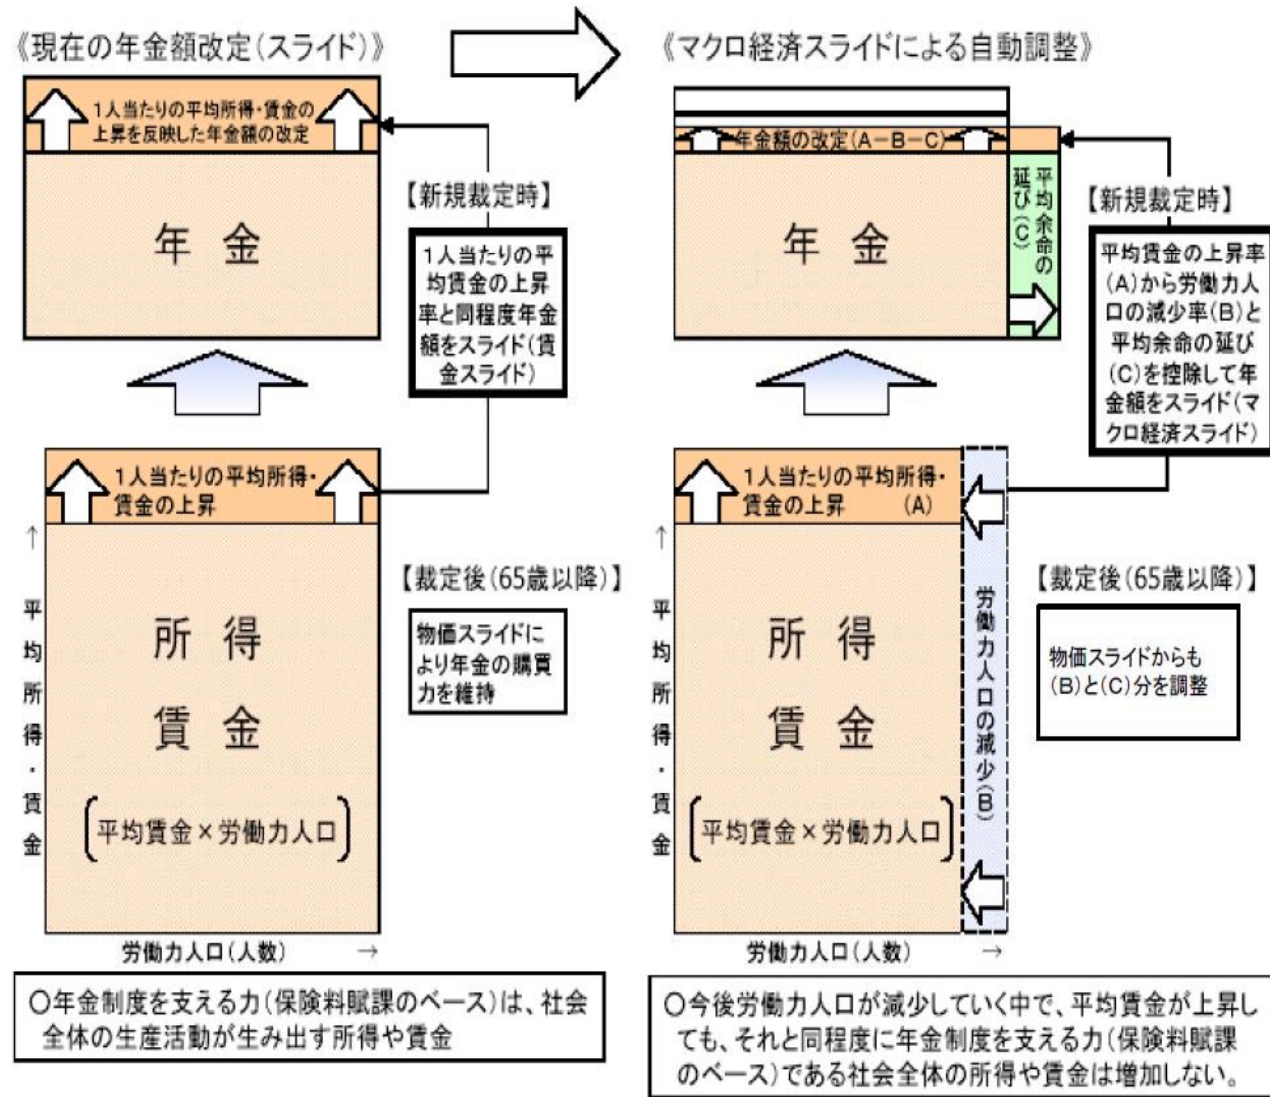 《現在の年金額改定(スライド)》
1人当たりの平均所得・賃金の
上昇を反映した年金額の改定
年金
【新規裁定時】
1人当たりの平
均賃金の上昇
率と同程度年金
額をスライド(賃
金スライド)
1人当たりの平均所得・
賃金の上昇
↑
平均所得・賃金
所得
賃金
平均賃金×労働力人口
【裁定後(65歳以降)】
物価スライドに
より年金の購買
力を維持
労働力人口(人数) →
〇年金制度を支える力(保険料賦課のベース)は、社会
全体の生産活動が生み出す所得や賃金
《マクロ経済スライドによる自動調整》
年金額の改定(A-B-C)
年金
平均余命の
延び(C)
【新規裁定時】
平均賃金の上昇率
(A)から労働力人
口の減少率(B)と
平均余命の延び
(C)を控除して年
金額をスライド(マ
クロ経済スライド)
1人当たりの平均所得・
賃金の上昇 (A)
↑
平均所得・賃金
所得
賃金
平均賃金×労働力人口
労働力人口の減少(B)
【裁定後(65歳以降)】
物価スライドからも
(B)と(C)分を調整
労働力人口(人数) →
〇今後労働力人口が減少していく中で、平均賃金が上昇し
ても、それと同程度に年金制度を支える力(保険料賦課
のベース)である社会全体の所得や賃金は増加しない。